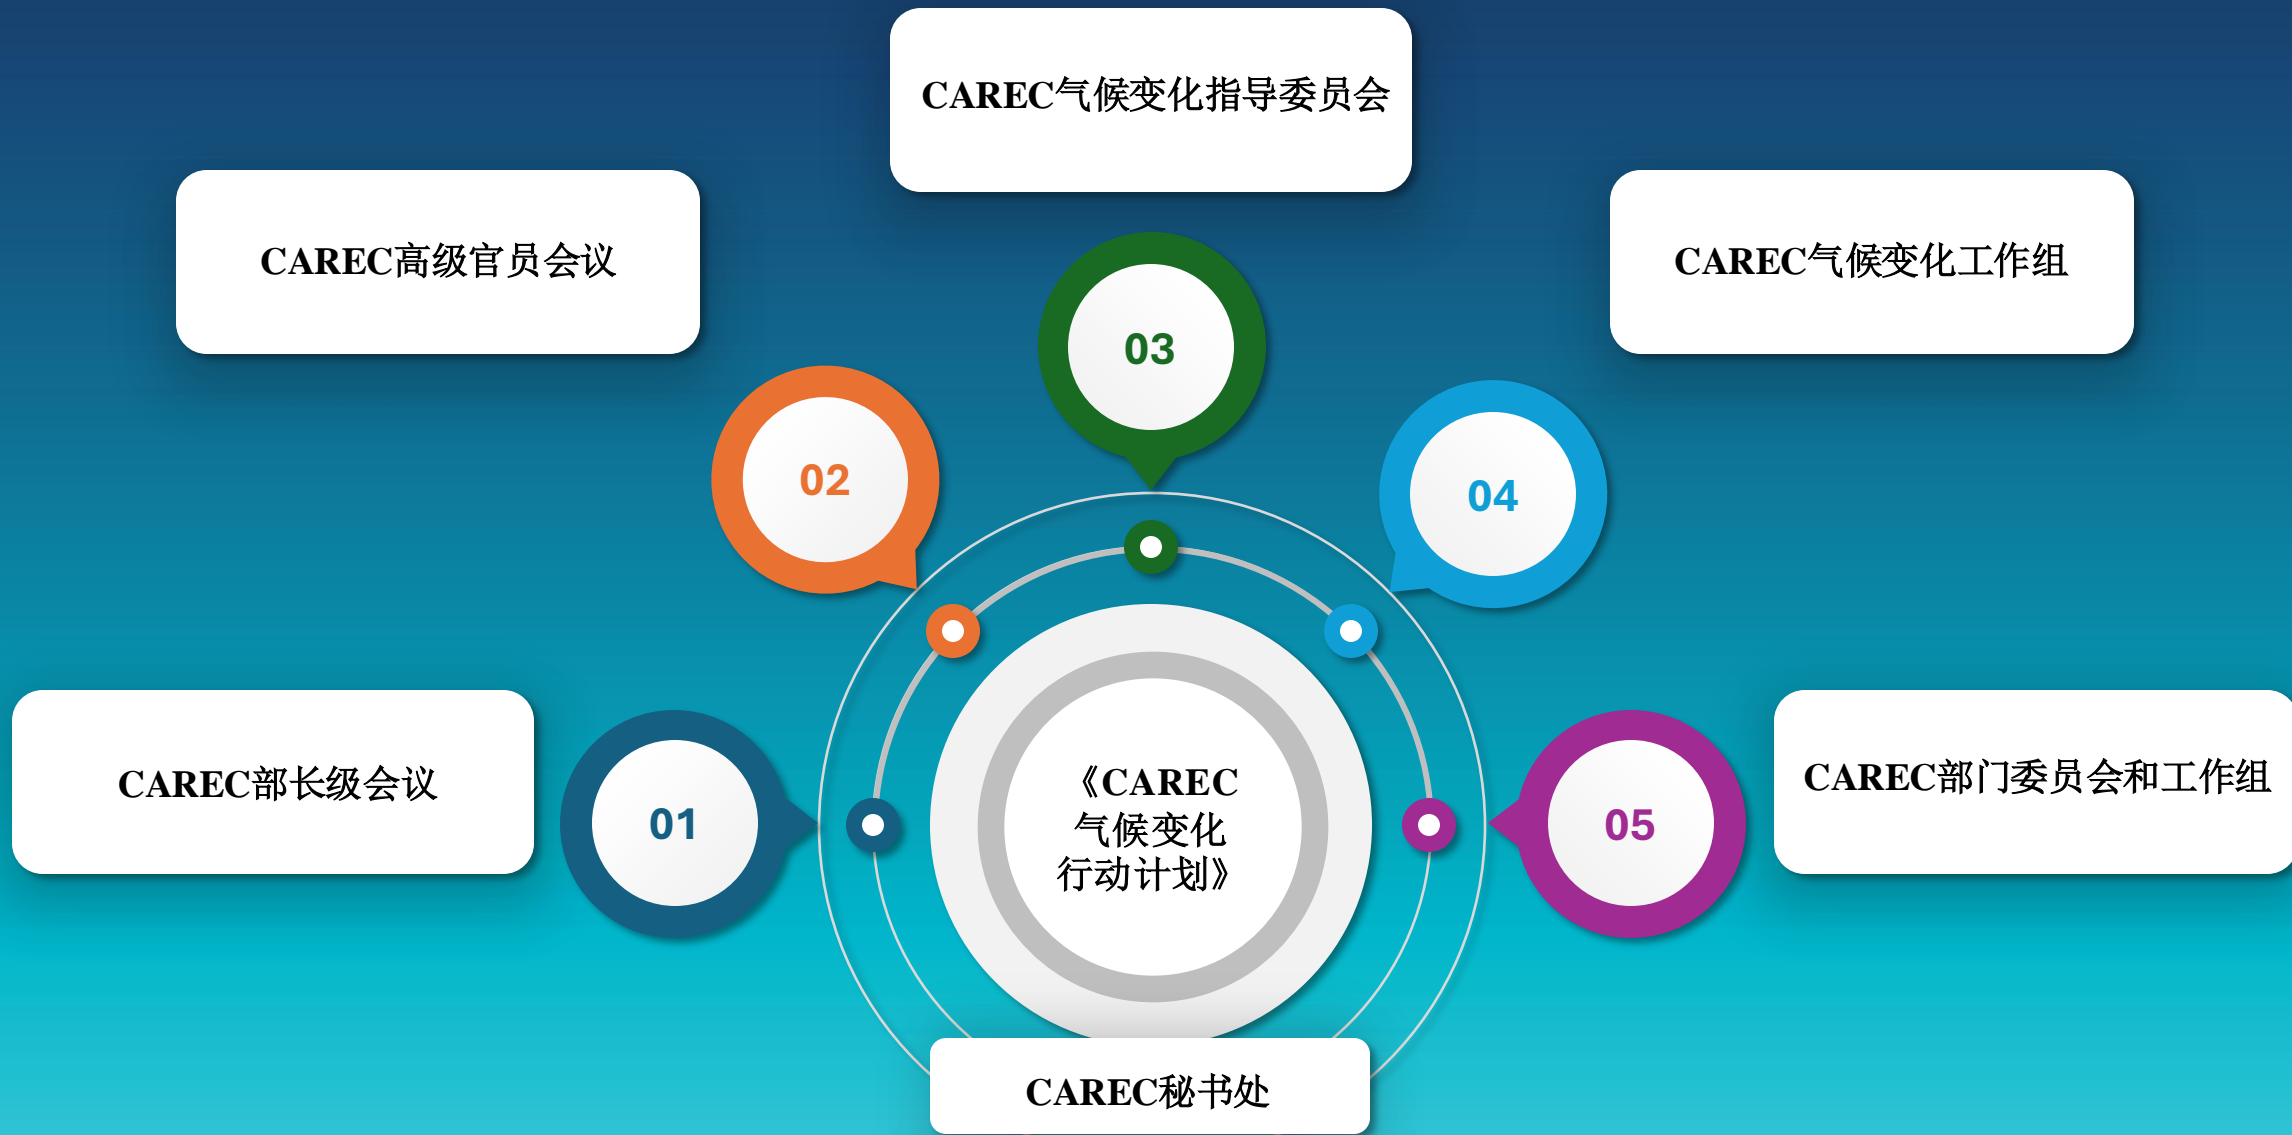 CAREC气候变化指导委员会
CAREC高级官员会议
CAREC气候变化工作组
03
02
04
CAREC部长级会议
01
《CAREC
气候变化
行动计划》
05
CAREC部门委员会和工作组
CAREC秘书处